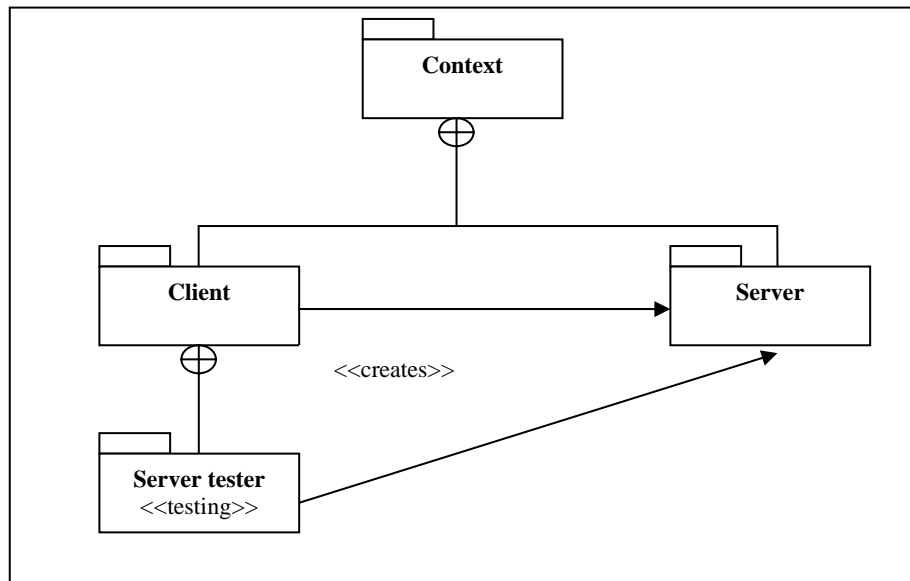 Context
Client
Server
<<creates>>
Server tester
<<testing>>